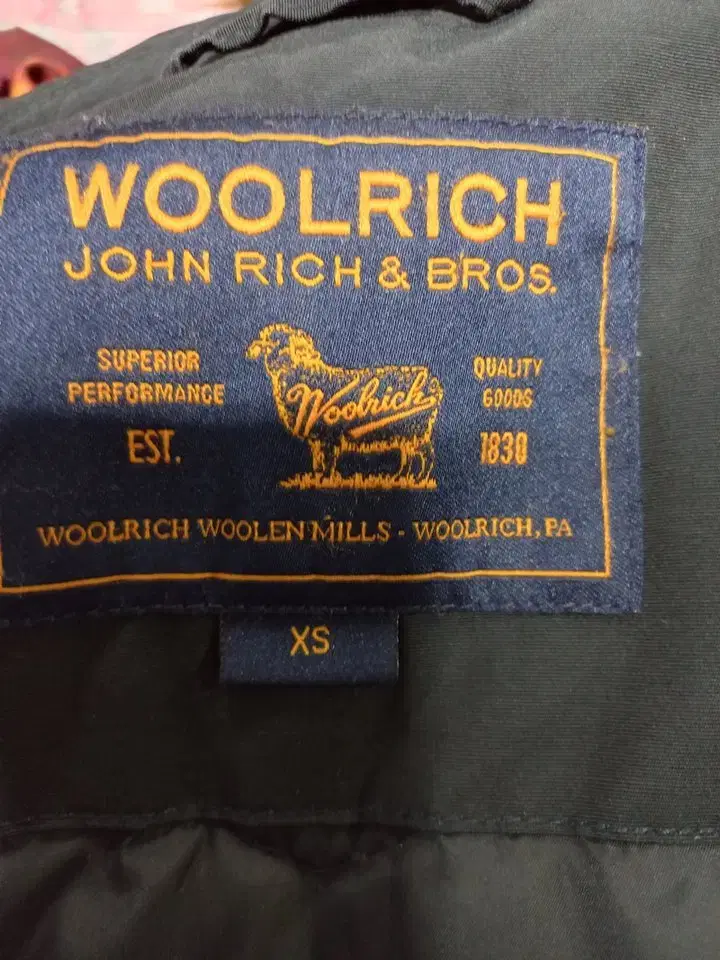 WOOLRICH
JOHN RICH & BROS.
SUPERIOR
PERFORMANCE
EST.
Woolrich
QUALITY
GOODS
1830
WOOLRICH WOOLEN MILLS - WOOLRICH, PA
XS